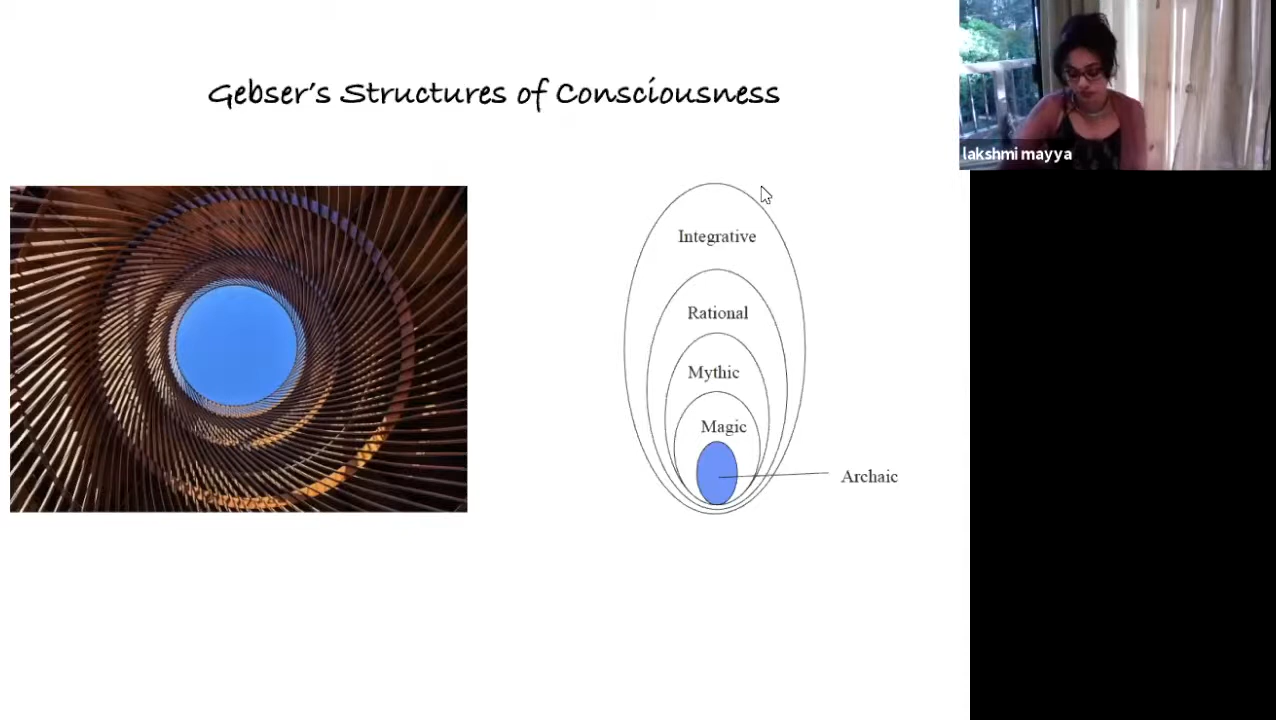 Gebser's Structures of Consciousness
lakshmi mayya
Integrative
Rational
Mythic
Magic
Archaic